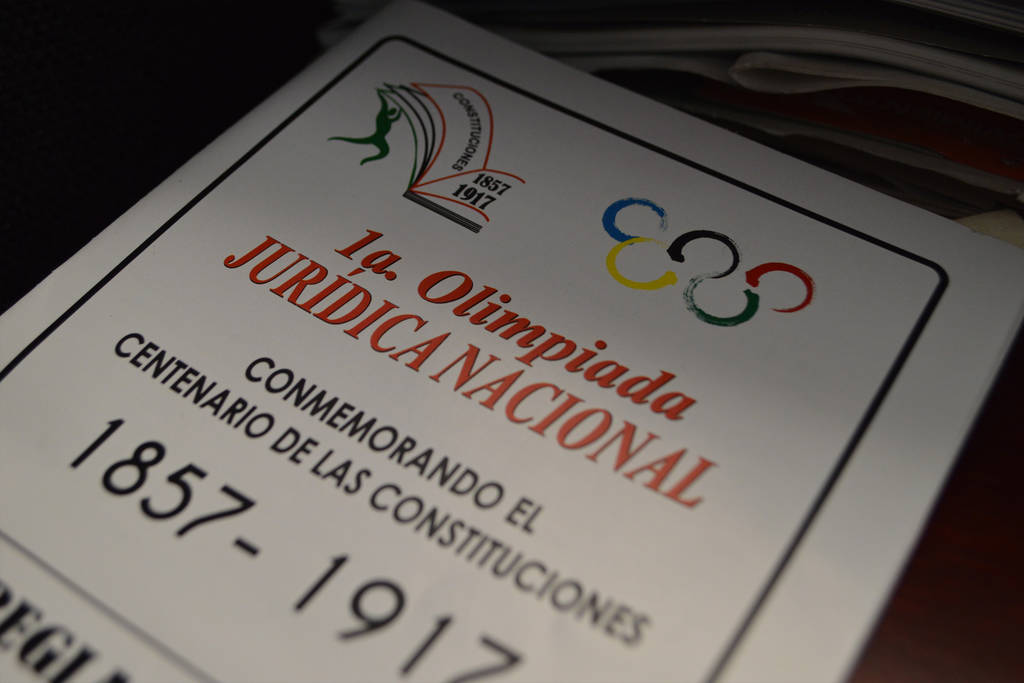 CONSTITUCIONES
1857
1917
1a. Olimpiada
JURÍDICA NACIONAL
CONMEMORANDO EL
CENTENARIO DE LAS CONSTITUCIONES
1857- 1917